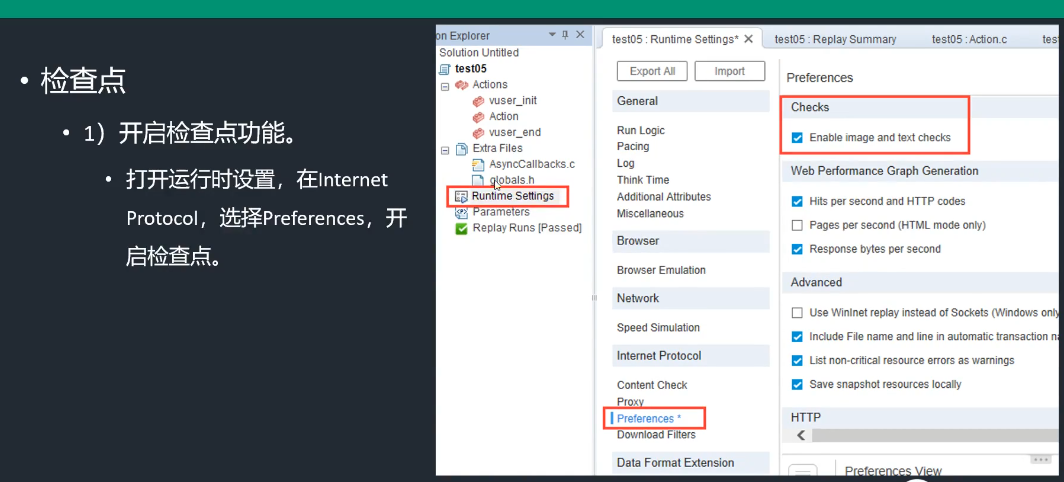 检查点
1）开启检查点功能。
打开运行时设置，在Internet
Protocol，选择Preferences，开
启检查点。
on Explorer
Solution Untitled
test05
Actions
vuser_init
Action
vuser_end
Extra Files
AsyncCallbacks.c
globals.h
Runtime Settings
Parameters
Replay Runs [Passed]
test05 : Runtime Settings*
test05 : Replay Summary
test05 : Action.c
Export All
Import
General
Run Logic
Pacing
Log
Think Time
Additional Attributes
Miscellaneous
Browser
Browser Emulation
Network
Speed Simulation
Internet Protocol
Content Check
Proxy
Preferences *
Download Filters
Data Format Extension
Preferences
Checks
Enable image and text checks
Web Performance Graph Generation
Hits per second and HTTP codes
Pages per second (HTML mode only)
Response bytes per second
Advanced
Use WinInet replay instead of Sockets (Windows only
Include File name and line in automatic transaction
List non-critical resource errors as warnings
Save snapshot resources locally
HTTP
Preferences View